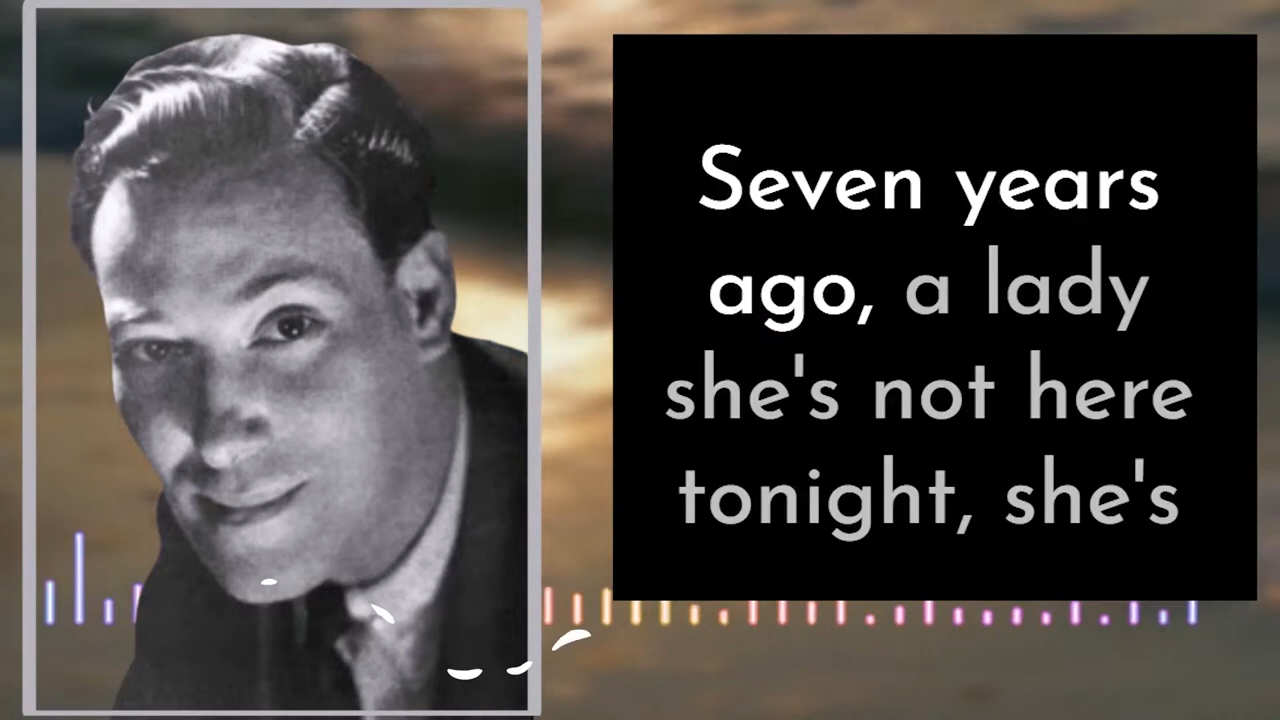 Seven years
ago, a lady
she's not here
tonight, she's